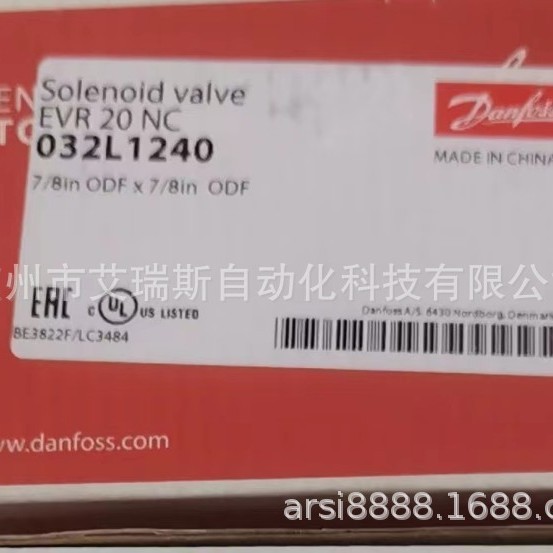 Solenoid valve
EVR 20 NC
032L1240
7/8in ODF x 7/8in ODF
Danfoss
MADE IN CHINA
州市艾瑞斯自动化科技有限公
EAC c UL US LISTED
BE3822F/LC3484
Danfoss A/S, 6430 Nordborg, Denmark
www.danfoss.com
arsi8888.1688.c